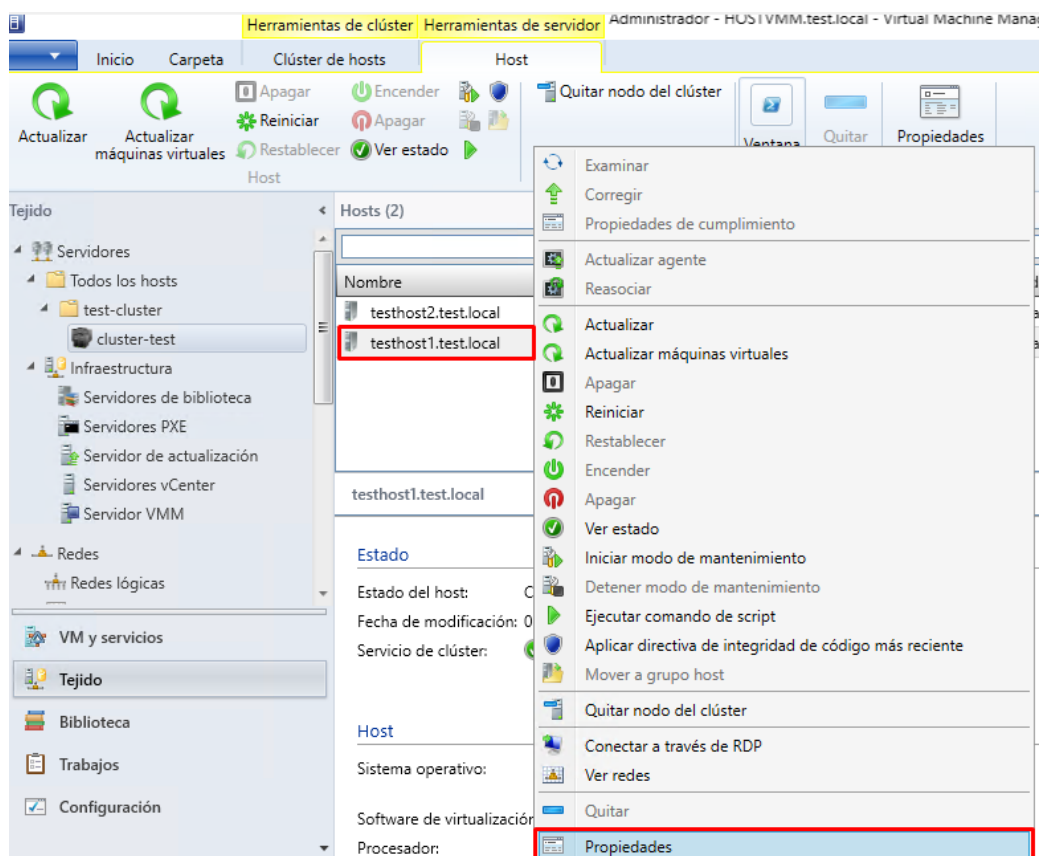 Herramientas de clúster Herramientas de servidor Administrador - HOSTVMM.test.local - Virtual Machine
Inicio Carpeta Clúster de hosts Host
Actualizar
Actualizar máquinas virtuales
Apagar
Reiniciar
Restablecer
Encender
Apagar
Ver estado
Host
Quitar nodo del clúster
Ventana
Quitar
Propiedades
Tejido
Servidores
Todos los hosts
test-cluster
cluster-test
Infraestructura
Servidores de biblioteca
Servidores PXE
Servidor de actualización
Servidores vCenter
Servidor VMM
Redes
Redes lógicas
VM y servicios
Tejido
Biblioteca
Trabajos
Configuración
Hosts (2)
Nombre
testhost2.test.local
testhost1.test.local
testhost1.test.local
Estado
Estado del host: C
Fecha de modificación: 0
Servicio de clúster:
Host
Sistema operativo:
Software de virtualización
Procesador:
Examinar
Corregir
Propiedades de cumplimiento
Actualizar agente
Reasociar
Actualizar
Actualizar máquinas virtuales
Apagar
Reiniciar
Restablecer
Encender
Apagar
Ver estado
Iniciar modo de mantenimiento
Detener modo de mantenimiento
Ejecutar comando de script
Aplicar directiva de integridad de código más reciente
Mover a grupo host
Quitar nodo del clúster
Conectar a través de RDP
Ver redes
Quitar
Propiedades